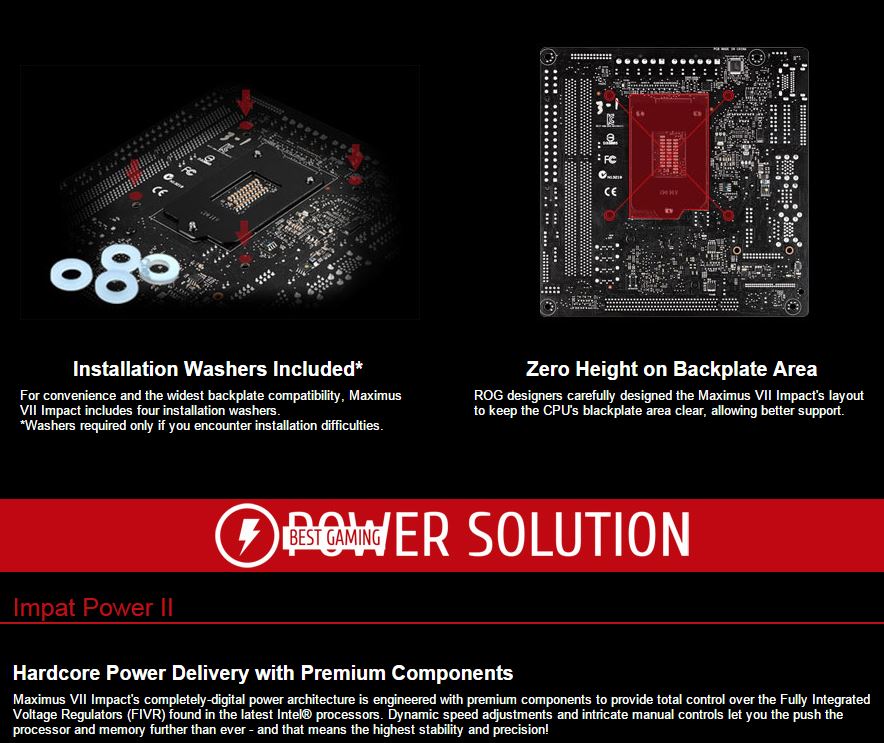 Installation Washers Included*
For convenience and the widest backplate compatibility, Maximus
VII Impact includes four installation washers.
*Washers required only if you encounter installation difficulties.
Zero Height on Backplate Area
ROG designers carefully designed the Maximus VII Impact's layout
to keep the CPU's blackplate area clear, allowing better support.
POWER SOLUTION
BEST GAMING
Impat Power II
Hardcore Power Delivery with Premium Components
Maximus VII Impact's completely-digital power architecture is engineered with premium components to provide total control over the Fully Integrated
Voltage Regulators (FIVR) found in the latest Intel® processors. Dynamic speed adjustments and intricate manual controls let you the push the
processor and memory further than ever - and that means the highest stability and precision!